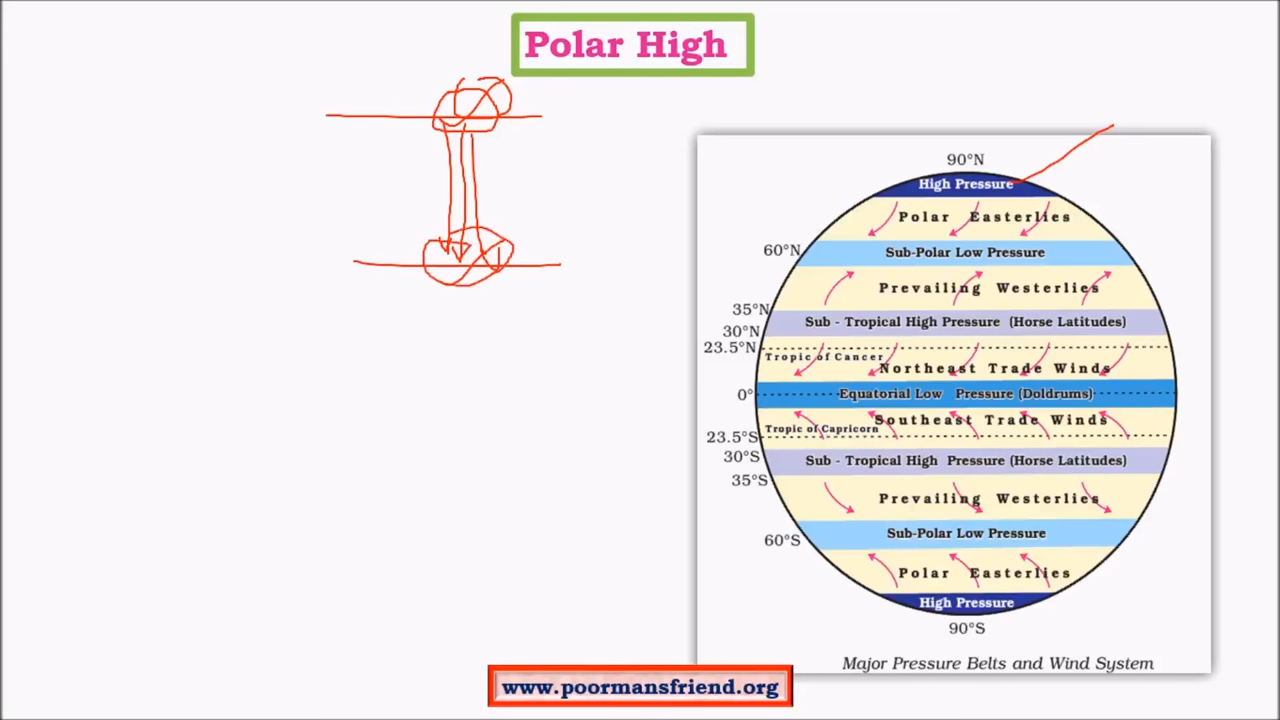 Polar High
90°N
High Pressure
Polar Easterlies
60°N
Sub-Polar Low Pressure
Prevailing Westerlies
35°N
Sub - Tropical High Pressure (Horse Latitudes)
30°N
23.5°N
Tropic of Cancer
Northeast Trade Winds
0°
Equatorial Low Pressure (Doldrums)
Southeast Trade Winds
Tropic of Capricorn
23.5°S
30°S
Sub - Tropical High Pressure (Horse Latitudes)
35°S
Prevailing Westerlies
60°S
Sub-Polar Low Pressure
Polar Easterlies
High Pressure
90°S
Major Pressure Belts and Wind System
www.poormansfriend.org